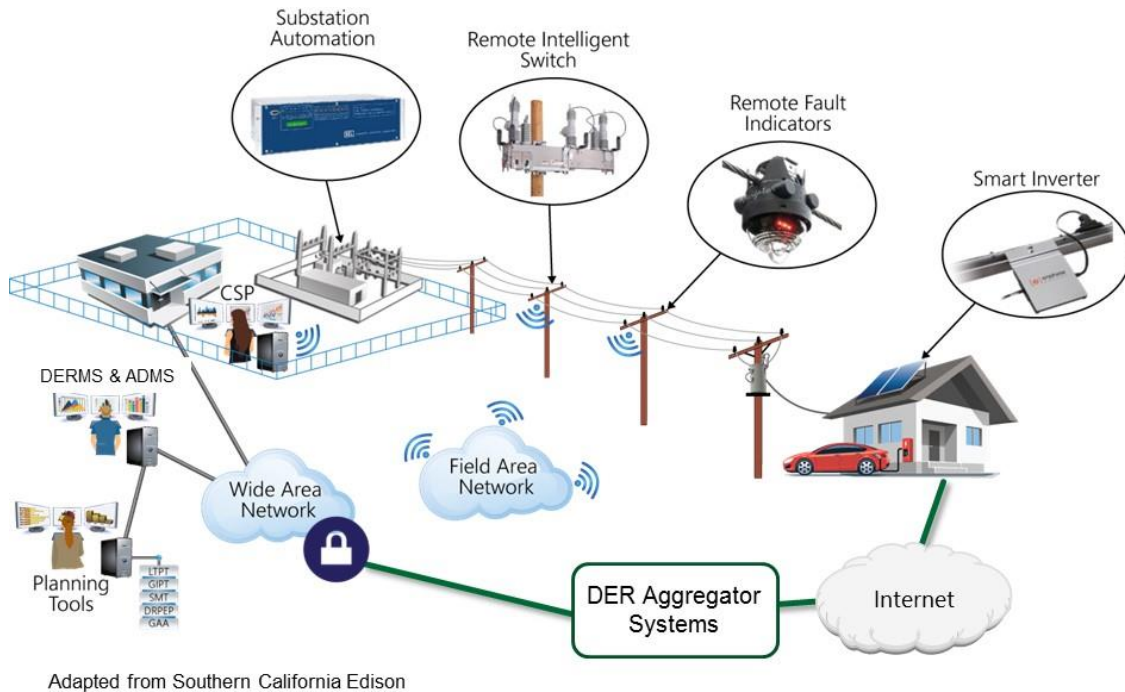 Substation
Automation
Remote Intelligent
Switch
Remote Fault
Indicators
Smart Inverter
CSP
DERMS & ADMS
Wide Area
Network
Field Area
Network
Planning
Tools
LTPT
GIPT
SMT
DRPEP
GAA
DER Aggregator
Systems
Internet
Adapted from Southern California Edison